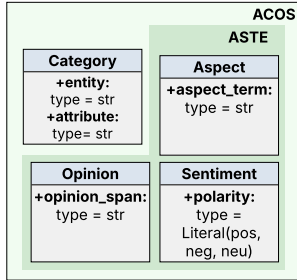 ACOS
ASTE
Category
+entity:
type = str
+attribute:
type= str
Aspect
+aspect_term:
type = str
Opinion
+opinion_span:
type = str
Sentiment
+polarity:
type =
Literal(pos,
neg, neu)